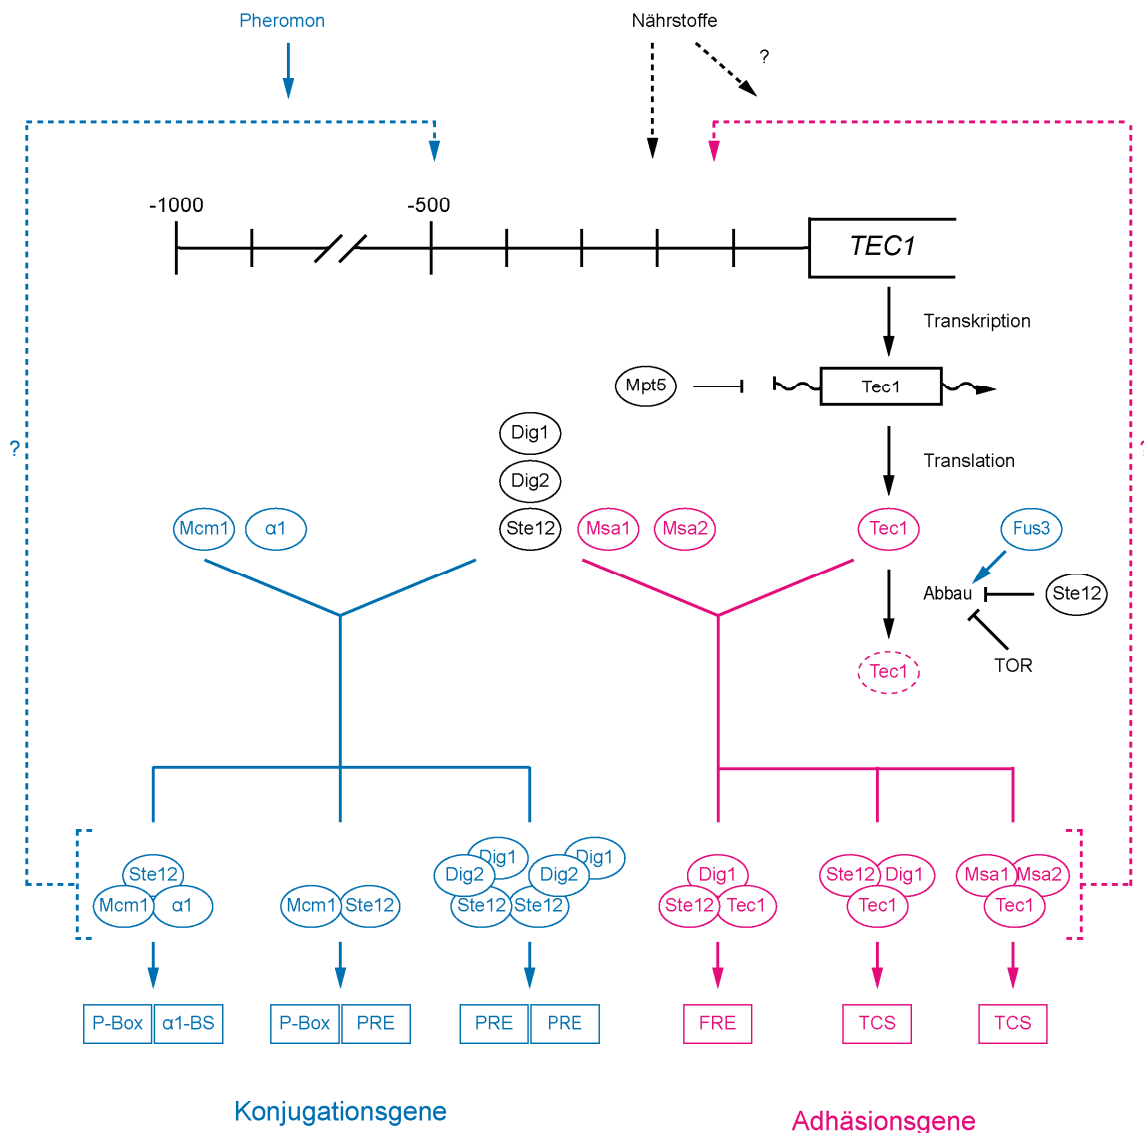 Pheromon
Nährstoffe
?
-1000
-500
TEC1
Transkription
Mpt5
Tec1
Dig1
?
?
Translation
Dig2
Mcm1
α1
Ste12
Msa1
Msa2
Tec1
Fus3
Abbau
Ste12
Tec1
TOR
Dig1
Dig1
Ste12
Dig2
Dig2
Dig1
Ste12
Dig1
Msa1
Msa2
Mcm1
α1
Mcm1
Ste12
Ste12
Ste12
Ste12
Tec1
Tec1
Tec1
P-Box
α1-BS
P-Box
PRE
PRE
PRE
FRE
TCS
TCS
Konjugationsgene
Adhäsionsgene